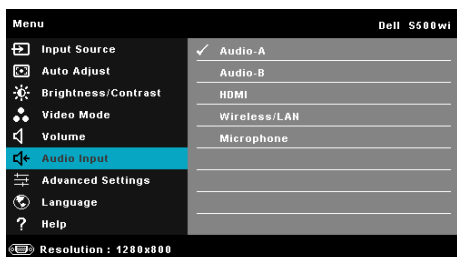 Menu Dell S500wi
Input Source
Auto Adjust
Brightness/Contrast
Video Mode
Volume
Audio Input
Advanced Settings
Language
? Help
✓ Audio-A
Audio-B
HDMI
Wireless/LAN
Microphone
Resolution : 1280x800